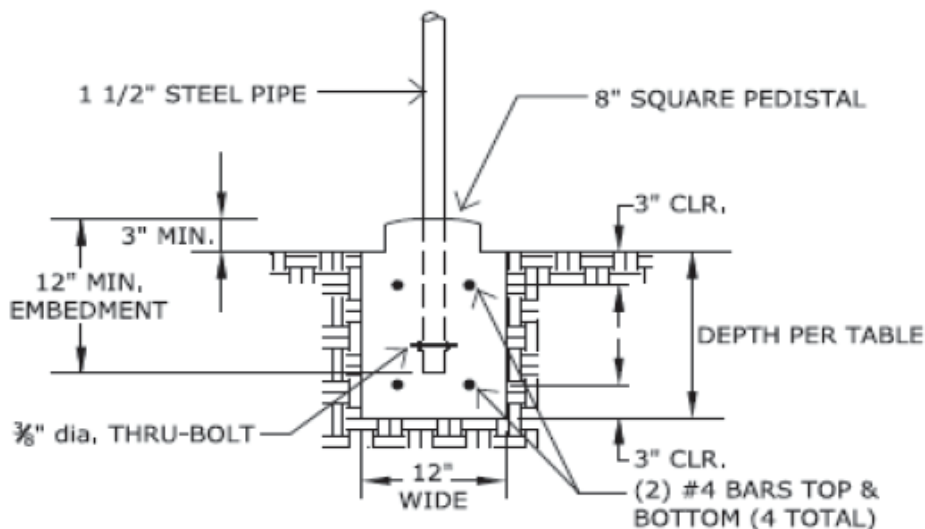 1 1/2" STEEL PIPE
8" SQUARE PEDISTAL
3" CLR.
3" MIN.
12" MIN.
EMBEDMENT
DEPTH PER TABLE
⅜" dia. THRU-BOLT
12"
WIDE
3" CLR.
(2) #4 BARS TOP &
BOTTOM (4 TOTAL)